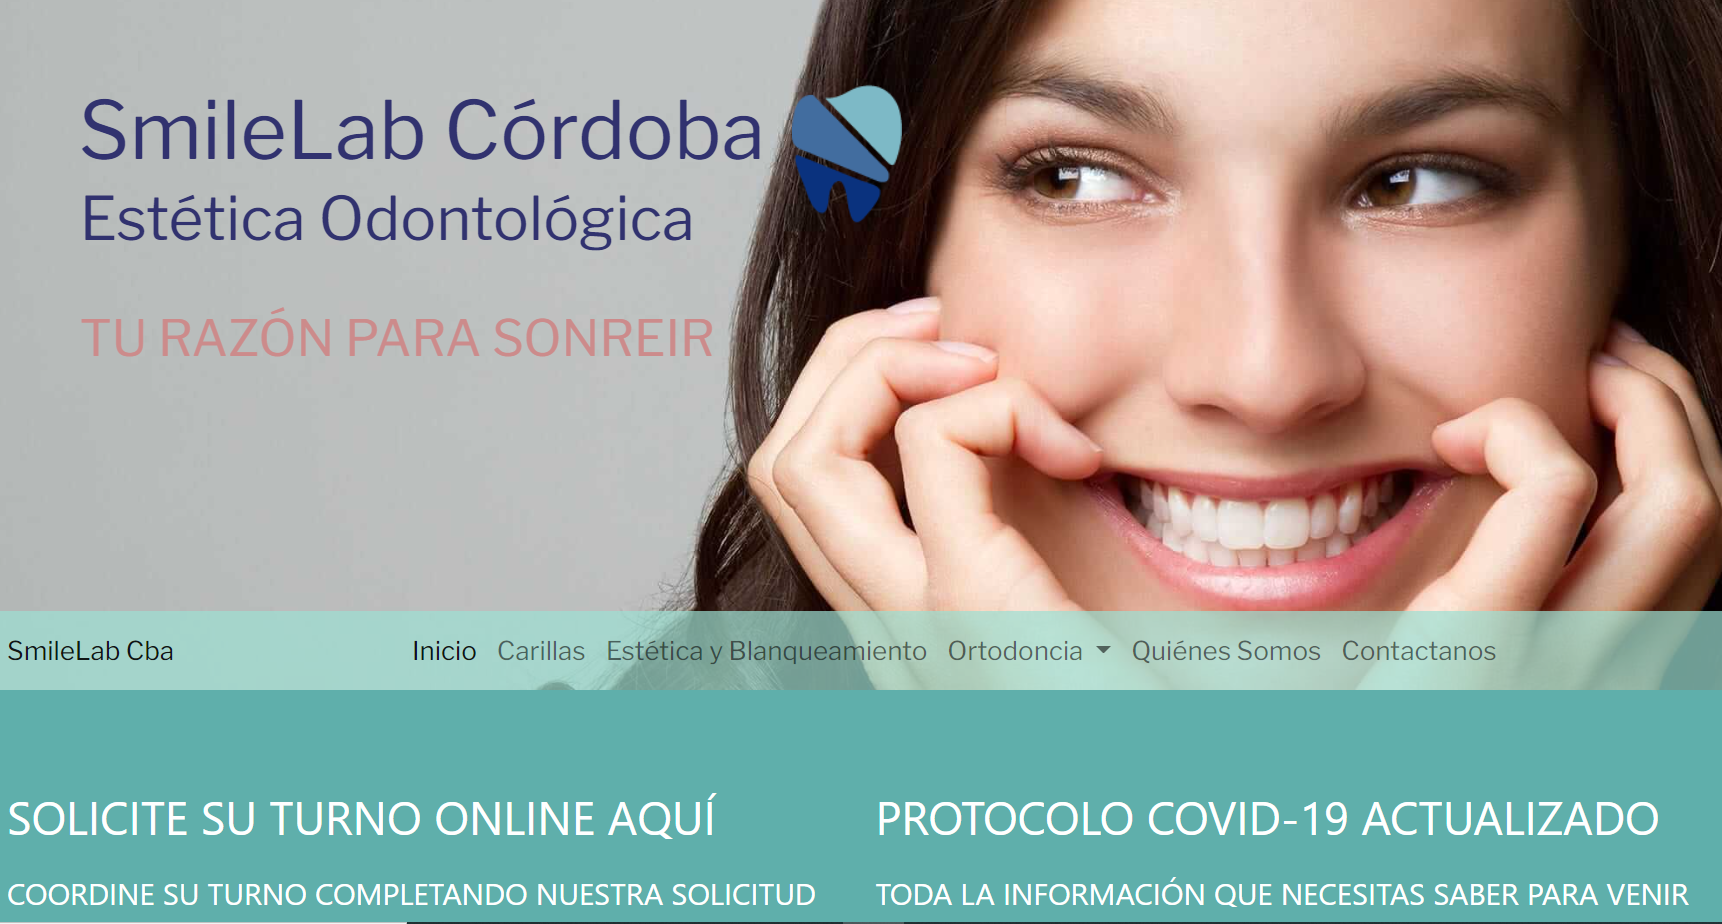 SmileLab Córdoba
Estética Odontológica
TU RAZÓN PARA SONREIR
SmileLab Cba
Inicio Carillas Estética y Blanqueamiento Ortodoncia Quiénes Somos Contactanos
SOLICITE SU TURNO ONLINE AQUÍ
COORDINE SU TURNO COMPLETANDO NUESTRA SOLICITUD
PROTOCOLO COVID-19 ACTUALIZADO
TODA LA INFORMACIÓN QUE NECESITAS SABER PARA VENIR